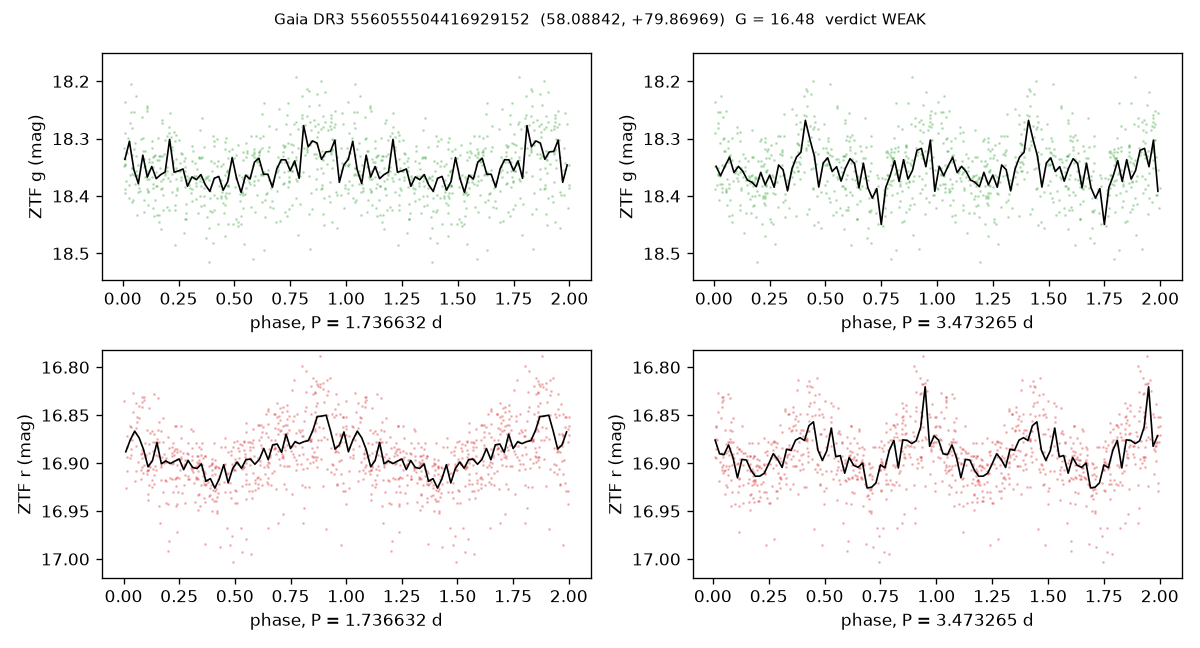 Gaia DR3 556055504416929152 (58.08842, +79.86969) G = 16.48 verdict WEAK
ZTF g (mag)
18.2
18.3
18.4
18.5
0.00 0.25 0.50 0.75 1.00 1.25 1.50 1.75 2.00
phase, P = 1.736632 d
ZTF g (mag)
18.2
18.3
18.4
18.5
0.00 0.25 0.50 0.75 1.00 1.25 1.50 1.75 2.00
phase, P = 3.473265 d
ZTF r (mag)
16.80
16.85
16.90
16.95
17.00
0.00 0.25 0.50 0.75 1.00 1.25 1.50 1.75 2.00
phase, P = 1.736632 d
ZTF r (mag)
16.80
16.85
16.90
16.95
17.00
0.00 0.25 0.50 0.75 1.00 1.25 1.50 1.75 2.00
phase, P = 3.473265 d